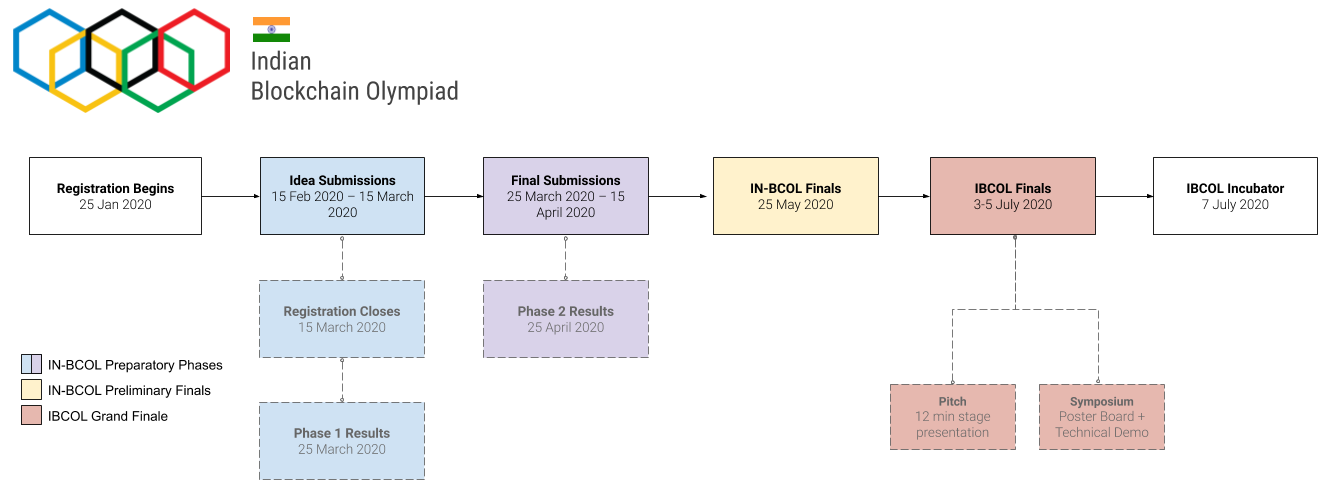 Indian
Blockchain Olympiad
Registration Begins
25 Jan 2020
Idea Submissions
15 Feb 2020 – 15 March
2020
Final Submissions
25 March 2020 – 15
April 2020
IN-BCOL Finals
25 May 2020
IBCOL Finals
3-5 July 2020
IBCOL Incubator
7 July 2020
Registration Closes
15 March 2020
Phase 2 Results
25 April 2020
Phase 1 Results
25 March 2020
Pitch
12 min stage
presentation
Symposium
Poster Board +
Technical Demo
IN-BCOL Preparatory Phases
IN-BCOL Preliminary Finals
IBCOL Grand Finale